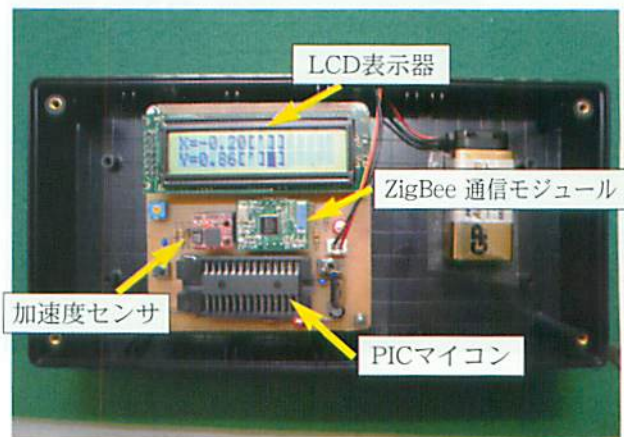 LCD表示器
X=-0.20[°]
Y=0.86[°]
ZigBee 通信モジュール
GP
加速度センサ
PICマイコン